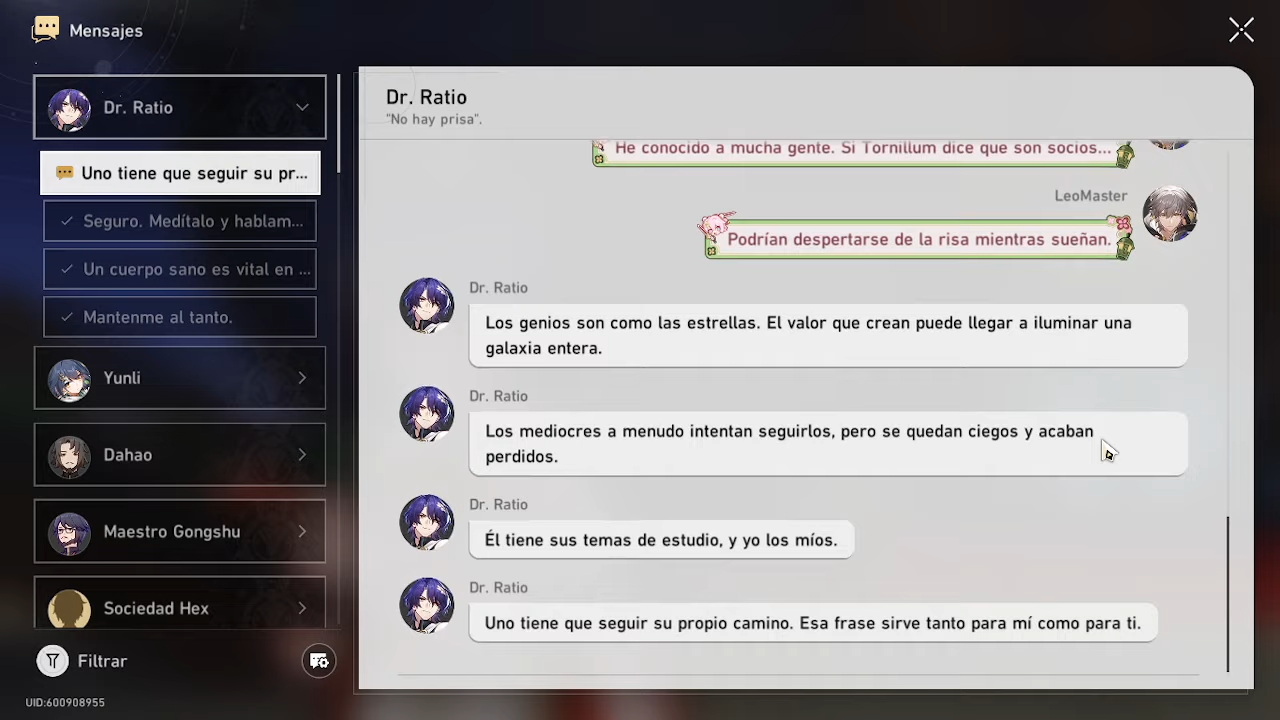 Mensajes
Dr. Ratio
Uno tiene que seguir su pr...
Seguro. Medítalo y hablam...
Un cuerpo sano es vital en ...
Mantenme al tanto.
Yunli
Dahao
Maestro Gongshu
Sociedad Hex
Filtrar
UID:600908955
Dr. Ratio
"No hay prisa".
He conocido a mucha gente. Si Tornillum dice que son socios...
LeoMaster
Podrían despertarse de la risa mientras sueñan.
Dr. Ratio
Los genios son como las estrellas. El valor que crean puede llegar a iluminar una
galaxia entera.
Dr. Ratio
Los mediocres a menudo intentan seguirlos, pero se quedan ciegos y acaban
perdidos.
Dr. Ratio
Él tiene sus temas de estudio, y yo los míos.
Dr. Ratio
Uno tiene que seguir su propio camino. Esa frase sirve tanto para mí como para ti.